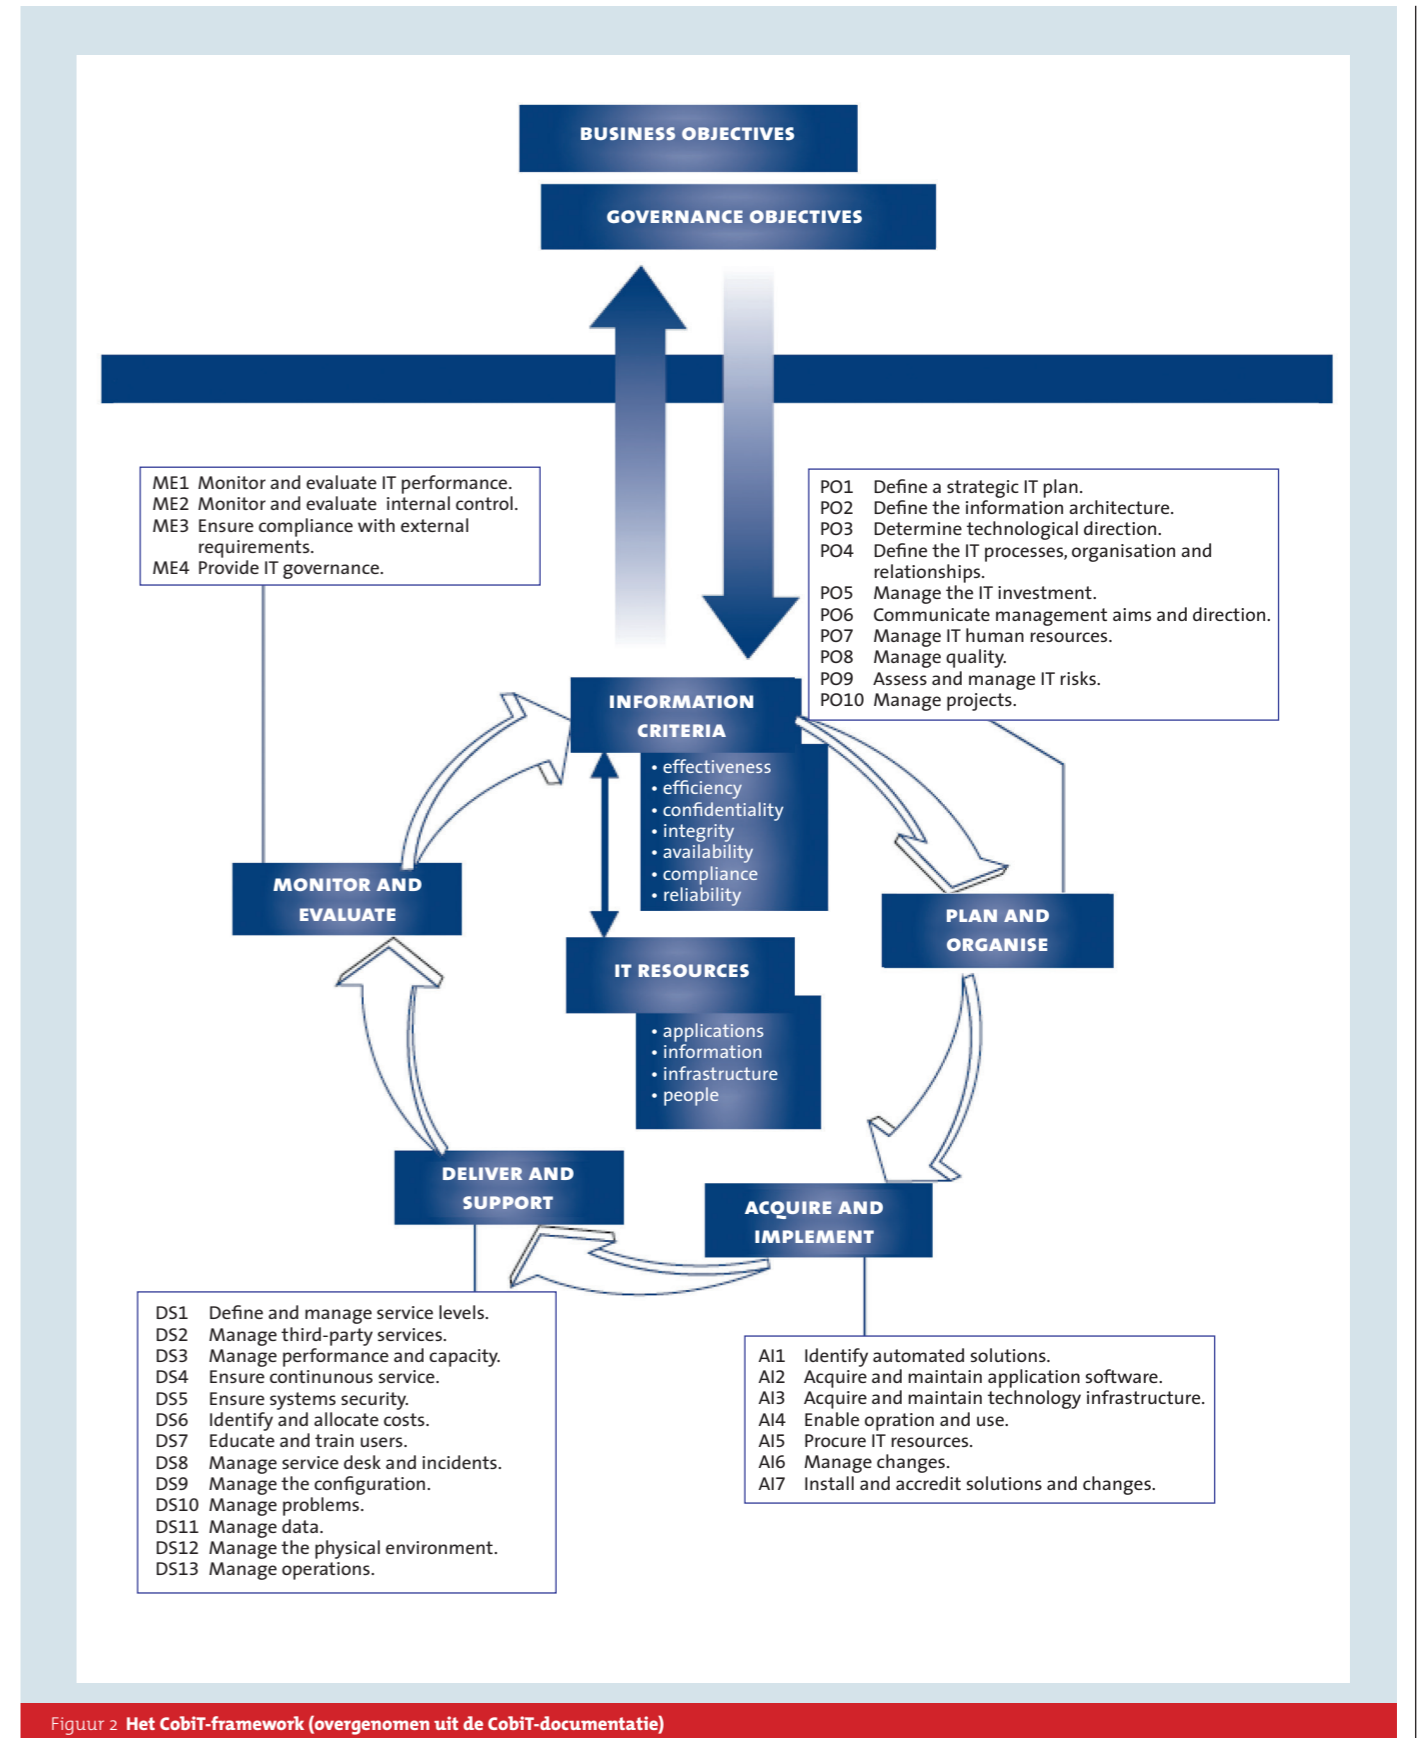 BUSINESS OBJECTIVES
GOVERNANCE OBJECTIVES
ME1 Monitor and evaluate IT performance.
ME2 Monitor and evaluate internal control.
ME3 Ensure compliance with external
requirements.
ME4 Provide IT governance.
PO1 Define a strategic IT plan.
PO2 Define the information architecture.
PO3 Determine technological direction.
PO4 Define the IT processes, organisation and
relationships.
PO5 Manage the IT investment.
PO6 Communicate management aims and direction.
PO7 Manage IT human resources.
PO8 Manage quality.
PO9 Assess and manage IT risks.
PO10 Manage projects.
INFORMATION
CRITERIA
• effectiveness
• efficiency
• confidentiality
• integrity
• availability
• compliance
• reliability
MONITOR AND
EVALUATE
PLAN AND
ORGANISE
IT RESOURCES
• applications
• information
• infrastructure
• people
DELIVER AND
SUPPORT
ACQUIRE AND
IMPLEMENT
DS1 Define and manage service levels.
DS2 Manage third-party services.
DS3 Manage performance and capacity.
DS4 Ensure continunous service.
DS5 Ensure systems security.
DS6 Identify and allocate costs.
DS7 Educate and train users.
DS8 Manage service desk and incidents.
DS9 Manage the configuration.
DS10 Manage problems.
DS11 Manage data.
DS12 Manage the physical environment.
DS13 Manage operations.
AI1 Identify automated solutions.
AI2 Acquire and maintain application software.
AI3 Acquire and maintain technology infrastructure.
AI4 Enable opration and use.
AI5 Procure IT resources.
AI6 Manage changes.
AI7 Install and accredit solutions and changes.
Figuur 2 Het CobiT-framework (overgenomen uit de CobiT-documentatie)